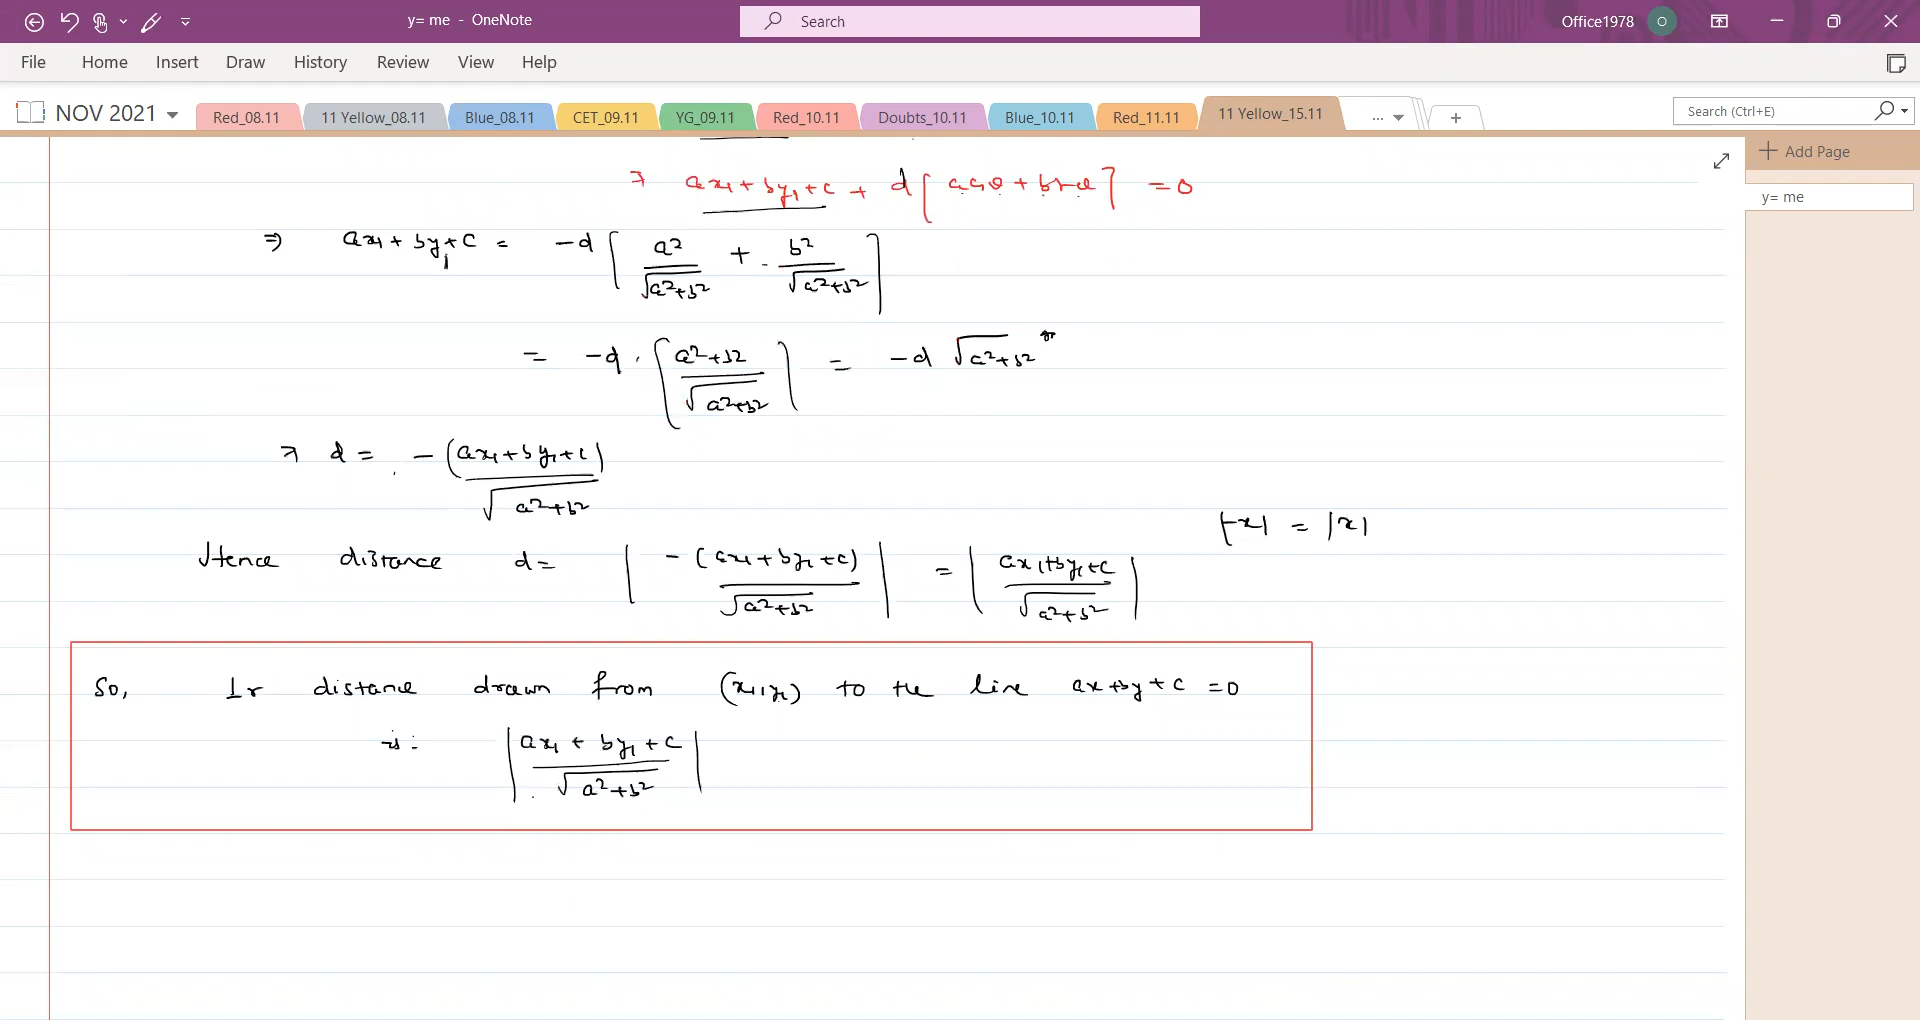 y= me - OneNote
Search
Office1978
O
File Home Insert Draw History Review View Help
NOV 2021
Red_08.11 11 Yellow_08.11 Blue_08.11 CET_09.11 YG_09.11 Red_10.11 Doubts_10.11 Blue_10.11 Red_11.11 11 Yellow_15.11 ... +
Search (Ctrl+E)
+ Add Page
y= me
⇒ ax₁ + by₁ + c + d[a cos θ + b sin θ] = 0
⇒ ax₁ + by₁ + c = -d [a²/√(a²+b²) + b²/√(a²+b²)]
= -d · [(a²+b²)/√(a²+b²)] = -d √(a²+b²)
⇒ d = -(ax₁+by₁+c)/√(a²+b²)
|-x| = |x|
Hence distance d = |-(ax₁+by₁+c)/√(a²+b²)| = |(ax₁+by₁+c)/√(a²+b²)|
So, ⊥r distance drawn from (x₁,y₁) to the line ax+by+c =0
is: |(ax₁ + by₁ + c)/√(a²+b²)|